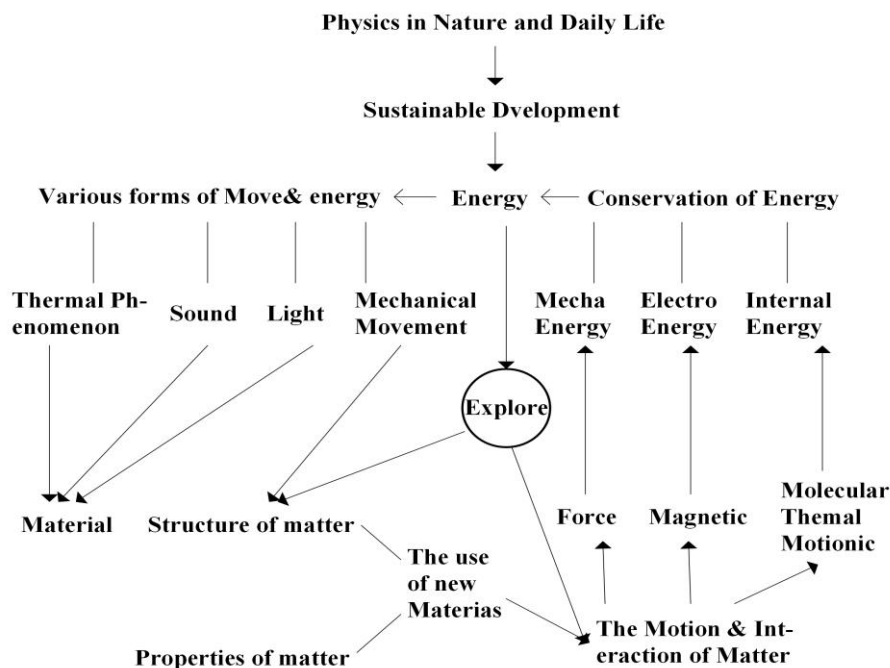 Physics in Nature and Daily Life
Sustainable Dvelopment
Various forms of Move& energy
Energy
Conservation of Energy
Thermal Ph-
enomenon
Sound
Light
Mechanical
Movement
Mecha
Energy
Electro
Energy
Internal
Energy
Explore
Material
Structure of matter
Force
Magnetic
Molecular
Themal
Motionic
The use
of new
Materias
Properties of matter
The Motion & Int-
eraction of Matter